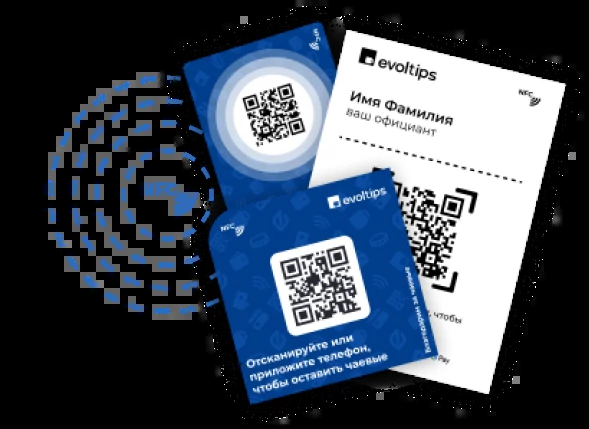 NFC
evoltips
NFC
Имя Фамилия
ваш официант
чтобы
Pay
NFC
evoltips
NFC
Отсканируйте или
приложите телефон,
чтобы оставить чаевые
Благодарим за чаевые